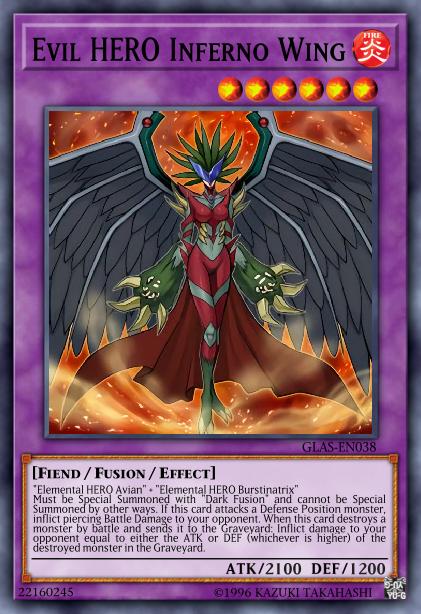 Evil HERO Inferno Wing
FIRE
炎
GLAS-EN038
[Fiend / Fusion / Effect]
"Elemental HERO Avian" + "Elemental HERO Burstinatrix"
Must be Special Summoned with "Dark Fusion" and cannot be Special
Summoned by other ways. If this card attacks a Defense Position monster,
inflict piercing Battle Damage to your opponent. When this card destroys a
monster by battle and sends it to the Graveyard: Inflict damage to your
opponent equal to either the ATK or DEF (whichever is higher) of the
destroyed monster in the Graveyard.
ATK/2100 DEF/1200
22160245
©1996 KAZUKI TAKAHASHI